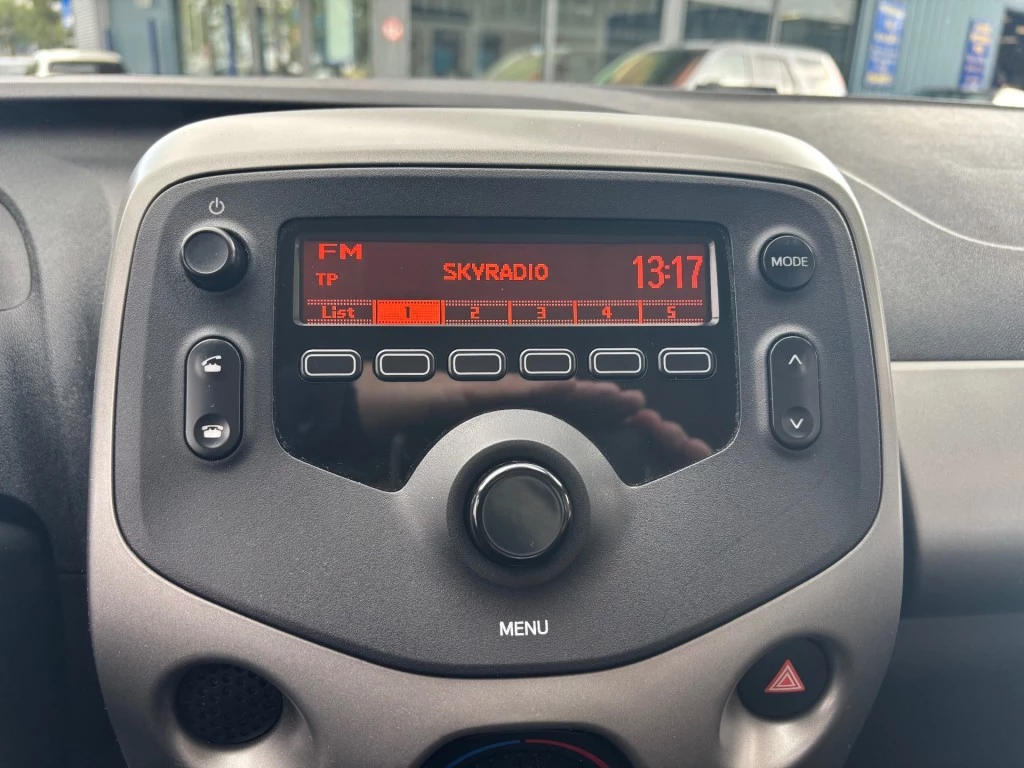 FM
TP
SKYRADIO
13:17
List 1 2 3 4 5
MODE
MENU